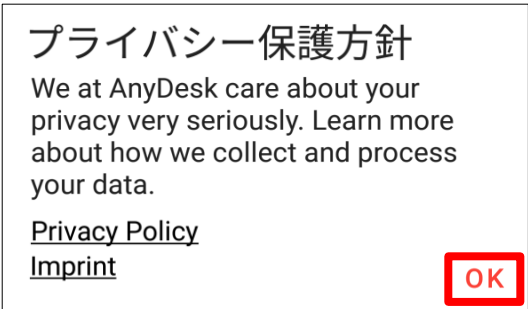 プライバシー保護方針
We at AnyDesk care about your
privacy very seriously. Learn more
about how we collect and process
your data.
Privacy Policy
Imprint
OK